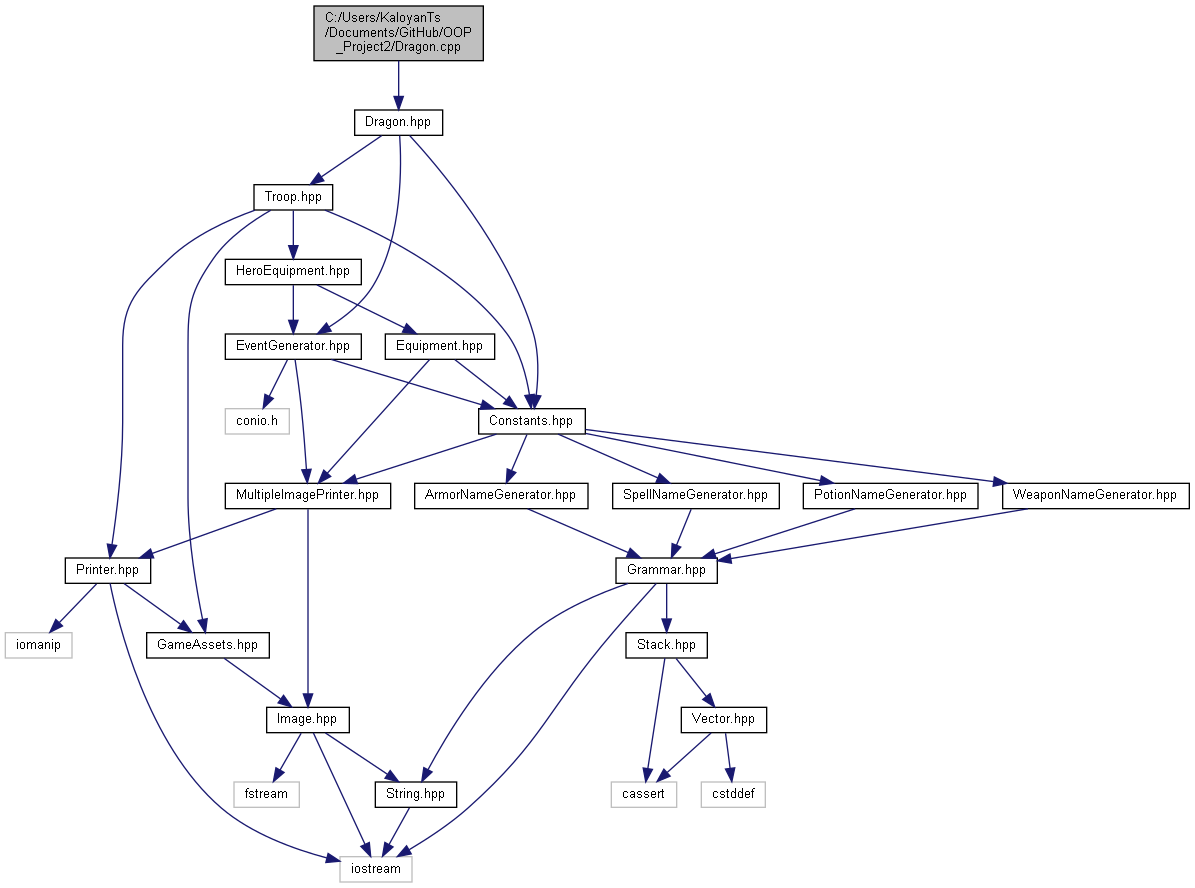 C:/Users/KaloyanTs
/Documents/GitHub/OOP
_Project2/Dragon.cpp
Dragon.hpp
Troop.hpp
HeroEquipment.hpp
EventGenerator.hpp
Equipment.hpp
conio.h
Constants.hpp
MultipleImagePrinter.hpp
ArmorNameGenerator.hpp
SpellNameGenerator.hpp
PotionNameGenerator.hpp
WeaponNameGenerator.hpp
Printer.hpp
Grammar.hpp
iomanip
GameAssets.hpp
Stack.hpp
Image.hpp
Vector.hpp
fstream
String.hpp
cassert
cstddef
iostream